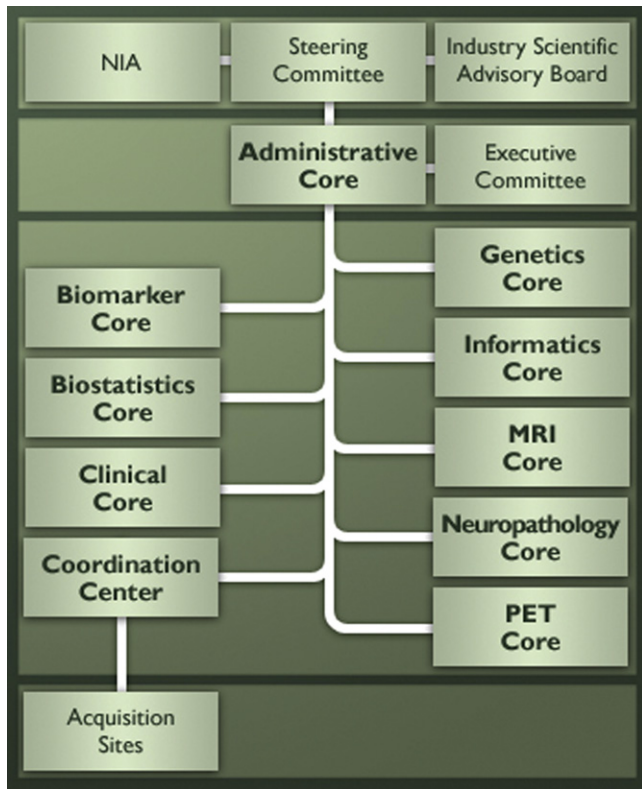 NIA
Steering
Committee
Industry Scientific
Advisory Board
Administrative
Core
Executive
Committee
Genetics
Core
Biomarker
Core
Informatics
Core
Biostatistics
Core
MRI
Core
Clinical
Core
Neuropathology
Core
Coordination
Center
PET
Core
Acquisition
Sites